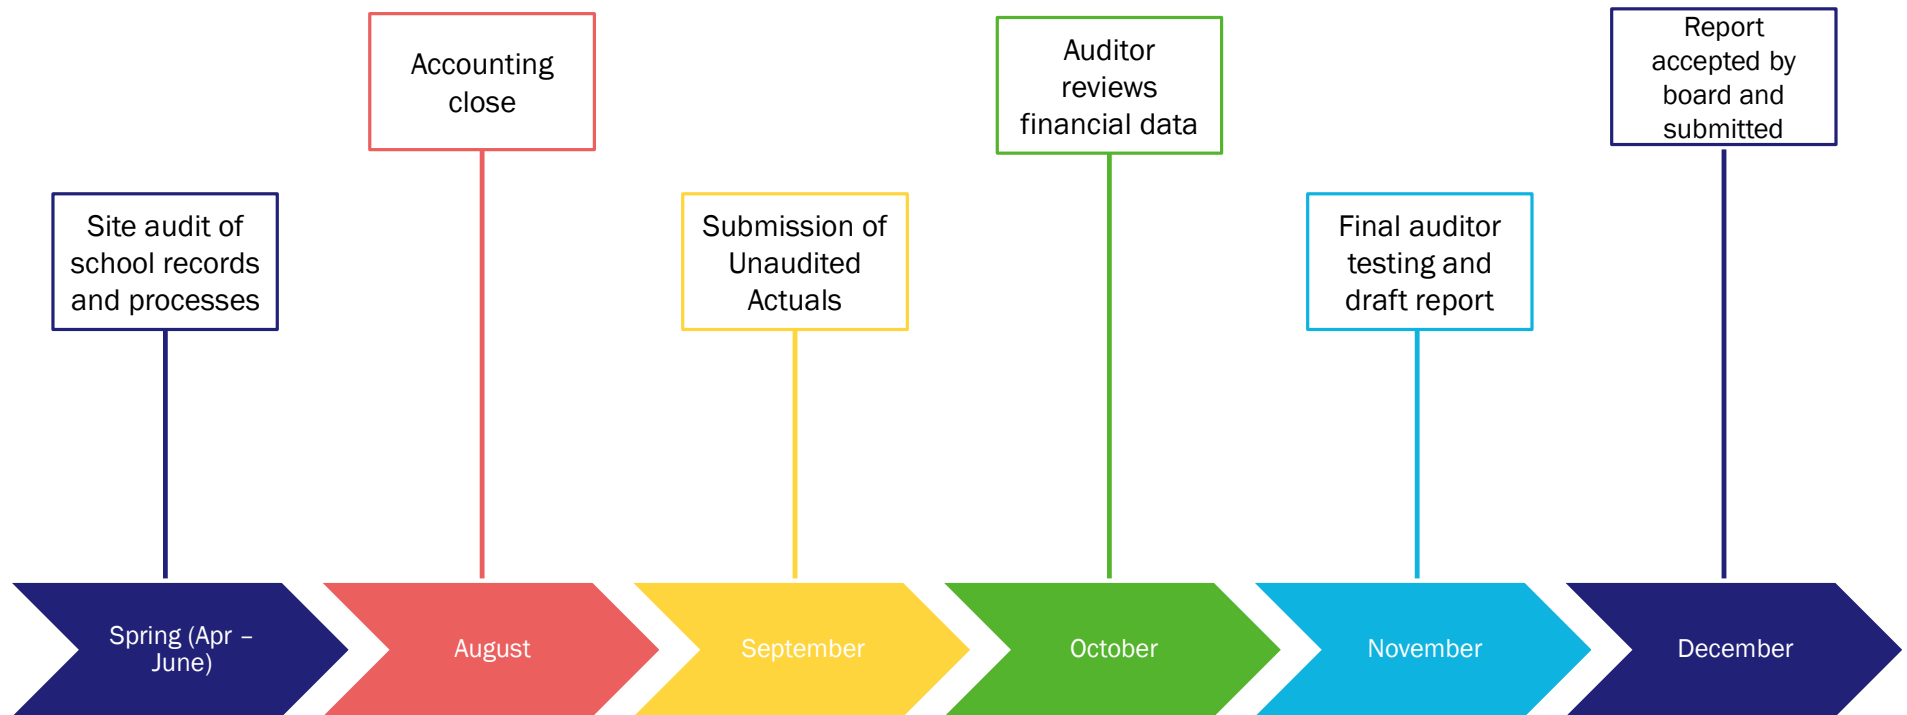 Site audit of
school records
and processes
Accounting
close
Submission of
Unaudited
Actuals
Auditor
reviews
financial data
Final auditor
testing and
draft report
Report
accepted by
board and
submitted
Spring (Apr –
June)
August
September
October
November
December